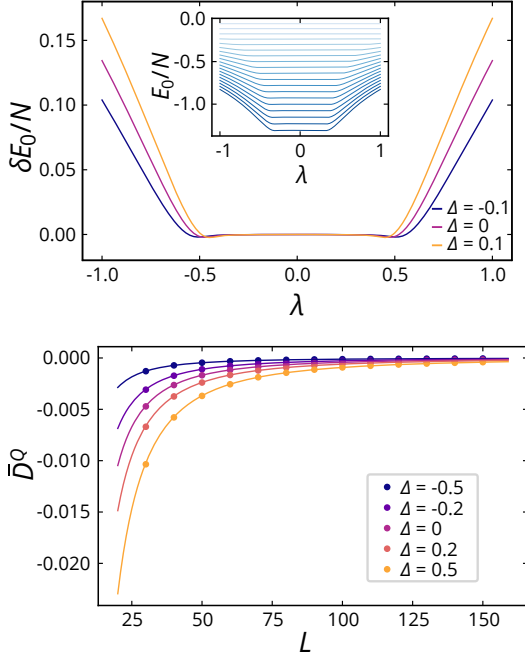 δE₀/N
0.15
0.10
0.05
0.00
-1.0
-0.5
0.0
0.5
1.0
λ
E₀/N
0.0
-0.5
-1.0
-1
0
1
λ
Δ = -0.1
Δ = 0
Δ = 0.1
D̄Q
0.000
-0.005
-0.010
-0.015
-0.020
25
50
75
100
125
150
L
Δ = -0.5
Δ = -0.2
Δ = 0
Δ = 0.2
Δ = 0.5